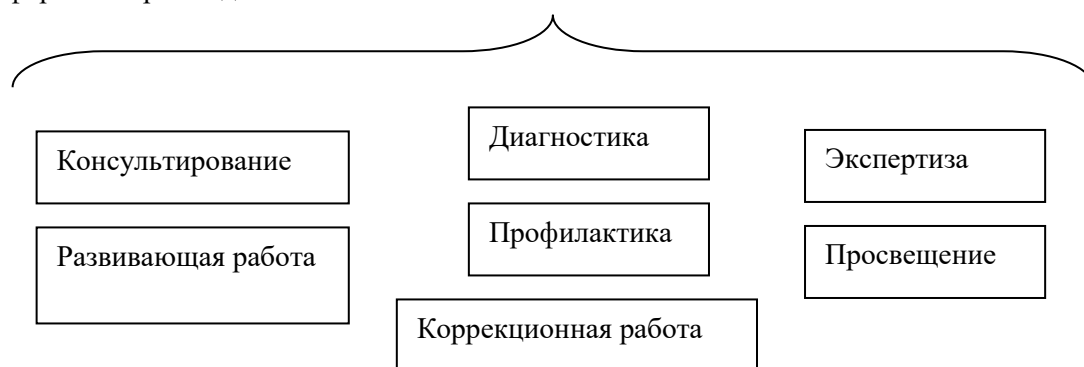 Диагностика
Консультирование
Экспертиза
Профилактика
Развивающая работа
Просвещение
Коррекционная работа